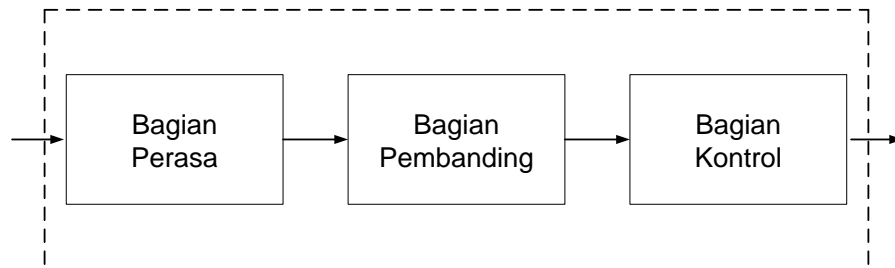 Bagian
Perasa
Bagian
Pembanding
Bagian
Kontrol